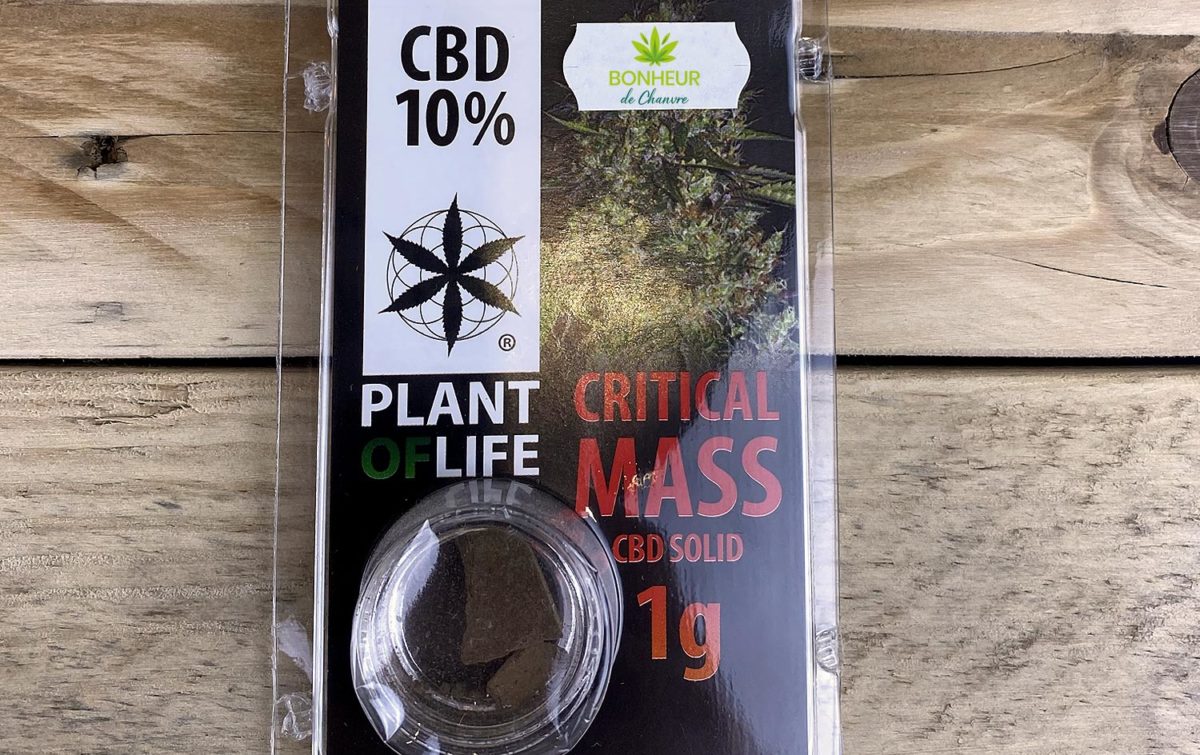 CBD
10%
BONHEUR
de Chanvre
®
PLANT
OF LIFE
CRITICAL
MASS
CBD SOLID
1g